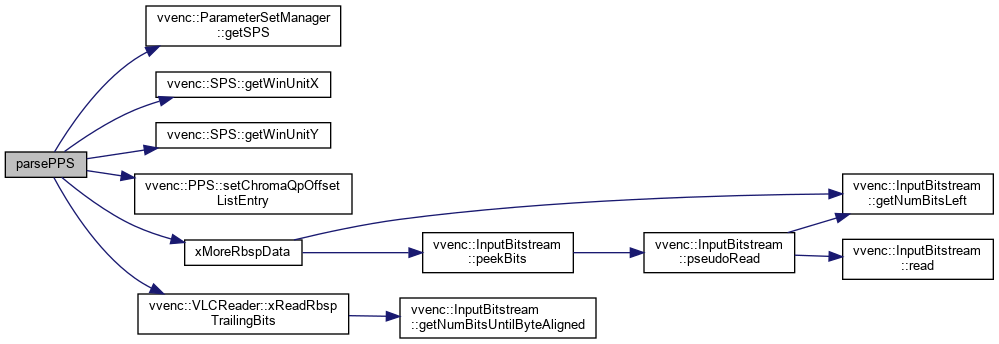 vvenc::ParameterSetManager
::getSPS
vvenc::SPS::getWinUnitX
vvenc::SPS::getWinUnitY
parsePPS
vvenc::PPS::setChromaQpOffset
ListEntry
vvenc::InputBitstream
::getNumBitsLeft
xMoreRbspData
vvenc::InputBitstream
::peekBits
vvenc::InputBitstream
::pseudoRead
vvenc::InputBitstream
::read
vvenc::VLCReader::xReadRbsp
TrailingBits
vvenc::InputBitstream
::getNumBitsUntilByteAligned